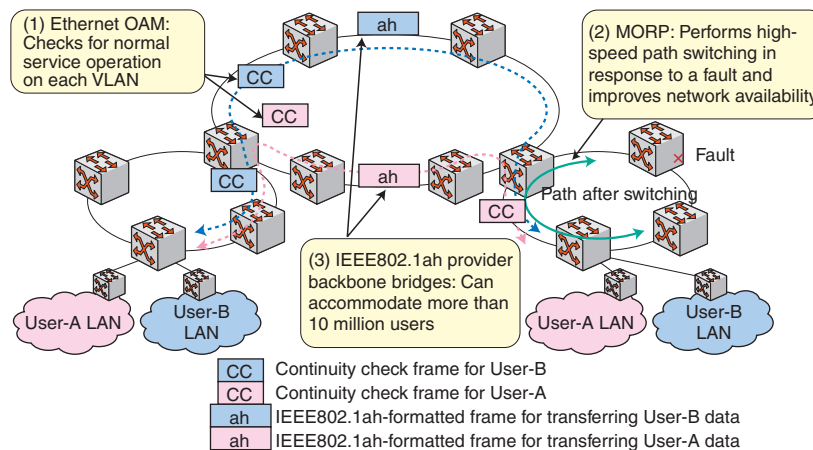 (1) Ethernet OAM:
Checks for normal
service operation
on each VLAN
ah
(2) MORP: Performs high-
speed path switching in
response to a fault and
improves network availability
CC
CC
Fault
CC
ah
Path after switching
CC
(3) IEEE802.1ah provider
backbone bridges: Can
accommodate more than
10 million users
User-A LAN
User-B
LAN
User-A LAN
User-B
LAN
CC Continuity check frame for User-B
CC Continuity check frame for User-A
ah IEEE802.1ah-formatted frame for transferring User-B data
ah IEEE802.1ah-formatted frame for transferring User-A data